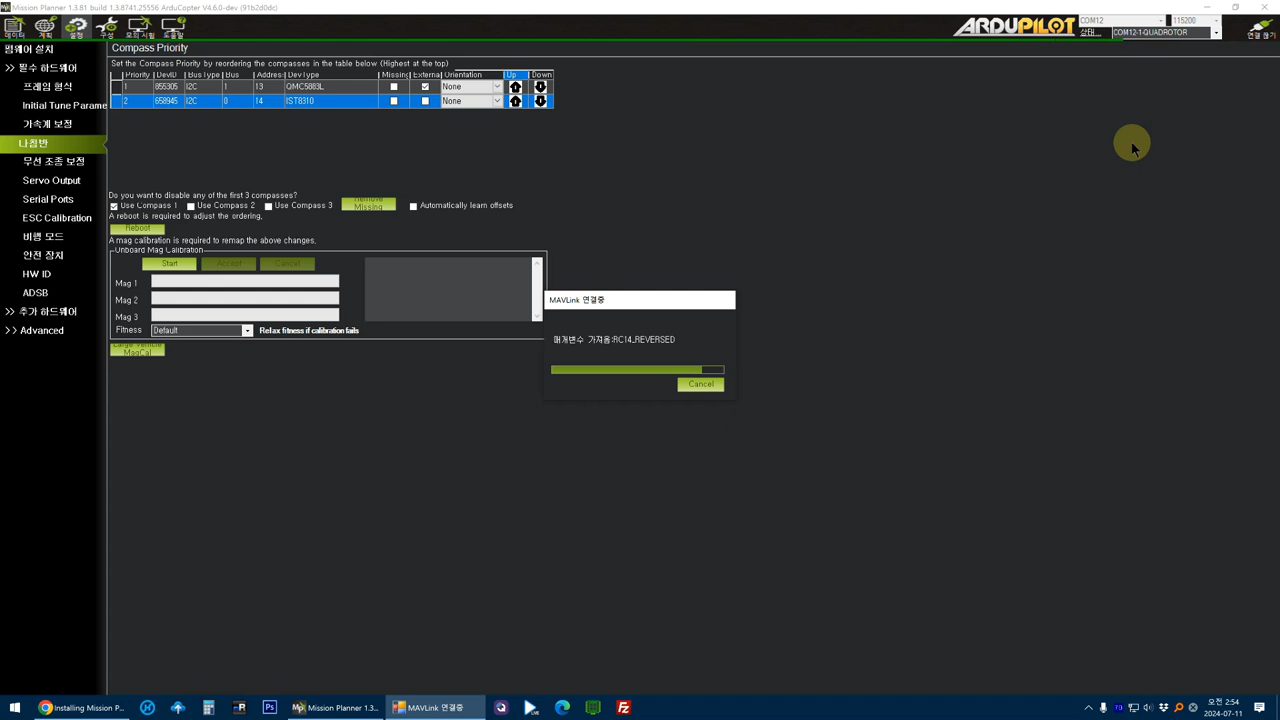 Mission Planner 1.3.81 build 1.3.8741.25556 ArduCopter V4.6.0-dev (91b2d0dc)
데이터 계획 설정 구성 모의 시험 도움말
ARDUPILOT
COM12 115200
상태... COM12-1-QUADROTOR
연결 끊기
펌웨어 설치
>> 필수 하드웨어
프레임 형식
Initial Tune Parame
가속계 보정
나침반
무선 조종 보정
Servo Output
Serial Ports
ESC Calibration
비행 모드
안전 장치
HW ID
ADSB
>> 추가 하드웨어
>> Advanced
Compass Priority
Set the Compass Priority by reordering the compasses in the table below (Highest at the top)
Priority DevID BusType Bus Address DevType Missing External Orientation Up Down
1 855305 I2C 1 13 QMC5883L None
2 658945 I2C 0 14 IST8310 None
Do you want to disable any of the first 3 compasses?
Use Compass 1 Use Compass 2 Use Compass 3 Remove Missing Automatically learn offsets
A reboot is required to adjust the ordering.
Reboot
A mag calibration is required to remap the above changes.
Onboard Mag Calibration
Start Accept Cancel
Mag 1
Mag 2
Mag 3
Fitness Default Relax fitness if calibration fails
Large Vehicle MagCal
MAVLink 연결중
매개변수 가져옴:RC14_REVERSED
Cancel
Installing Mission P...
Mission Planner 1.3...
MAVLink 연결중
오전 2:54
2024-07-11